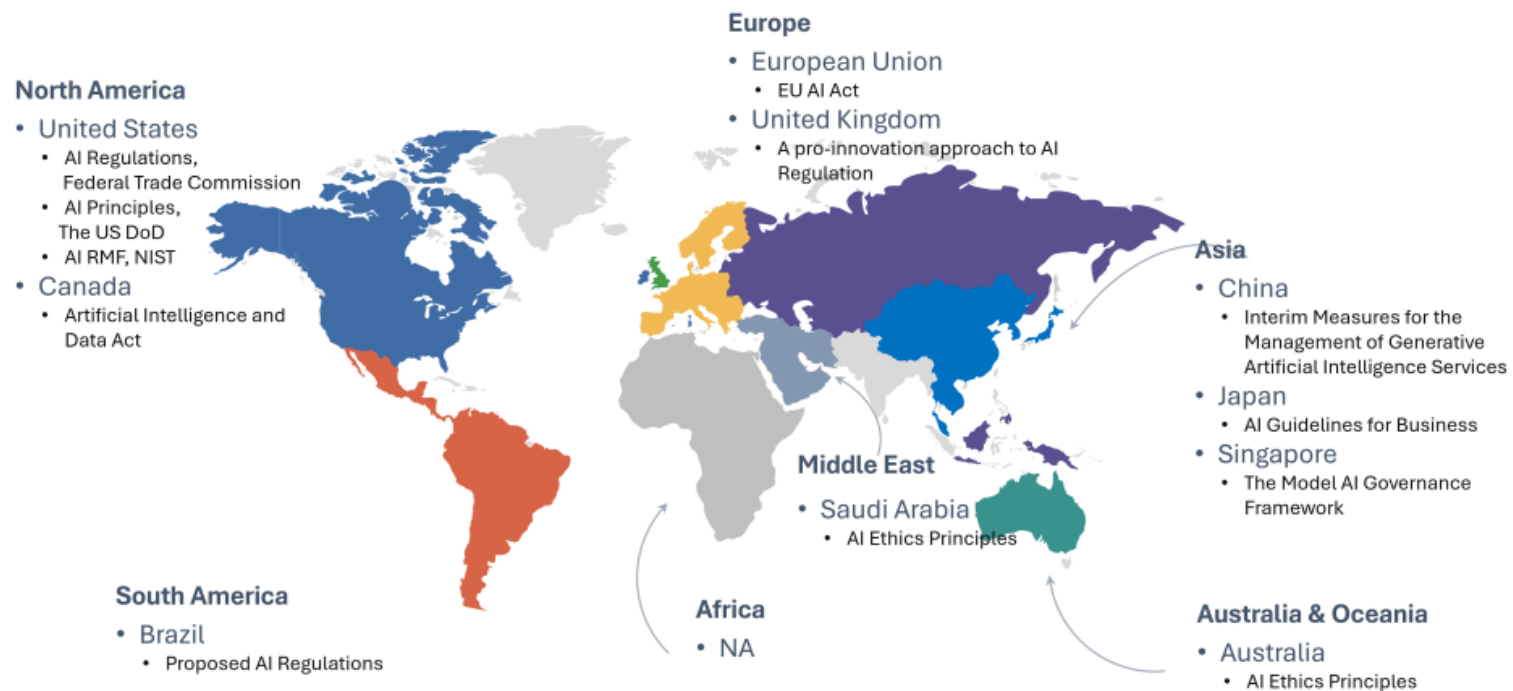 Europe
• European Union
• EU AI Act
• United Kingdom
• A pro-innovation approach to AI
Regulation
North America
• United States
• AI Regulations,
Federal Trade Commission
• AI Principles,
The US DoD
• AI RMF, NIST
• Canada
• Artificial Intelligence and
Data Act
Asia
• China
• Interim Measures for the
Management of Generative
Artificial Intelligence Services
• Japan
• AI Guidelines for Business
• Singapore
• The Model AI Governance
Framework
Middle East
• Saudi Arabia
• AI Ethics Principles
South America
• Brazil
• Proposed AI Regulations
Africa
• NA
Australia & Oceania
• Australia
• AI Ethics Principles